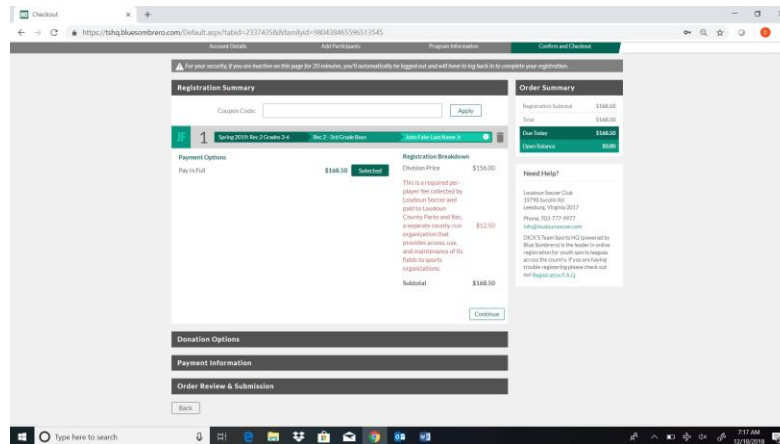 Checkout
https://tshq.bluesombrero.com/Default.aspx?tabid=2337435&&damilyid=980438465596513545
Account Details
Add Participants
Program Information
Confirm and Checkout
For your security, if you are inactive on this page for 20 minutes, you'll automatically be logged out and will have to log back in to complete your registration.
Registration Summary
Coupon Code:
Apply
JF
1
Spring 2019: Rec 2 Grades 3-6
Rec 2 - 3rd Grade Boys
John Fake-Last Name Jr
Payment Options
Pay In Full
$168.50
Selected
Registration Breakdown
Division Price $156.00
This is a required per-
player fee collected by
Loudoun Soccer and
paid to Loudoun
County Parks and Rec,
a separate county-run
organization that $12.50
provides access, use,
and maintenance of its
fields to sports
organizations.
Subtotal $168.50
Continue
Donation Options
Payment Information
Order Review & Submission
Back
Order Summary
Registration Subtotal $168.50
Total $168.50
Due Today $168.50
Open Balance $0.00
Need Help?
Loudoun Soccer Club
19798 Sycolin Rd
Leesburg, Virginia 2017
Phone: 703-777-9977
info@loudounsoccer.com
DICK'S Team Sports HQ (powered by
Blue Sombrero) is the leader in online
registration for youth sports leagues
across the country. If you are having
trouble registering please check out
our Registration F.A.Q.
Type here to search
7:17 AM
12/18/2018